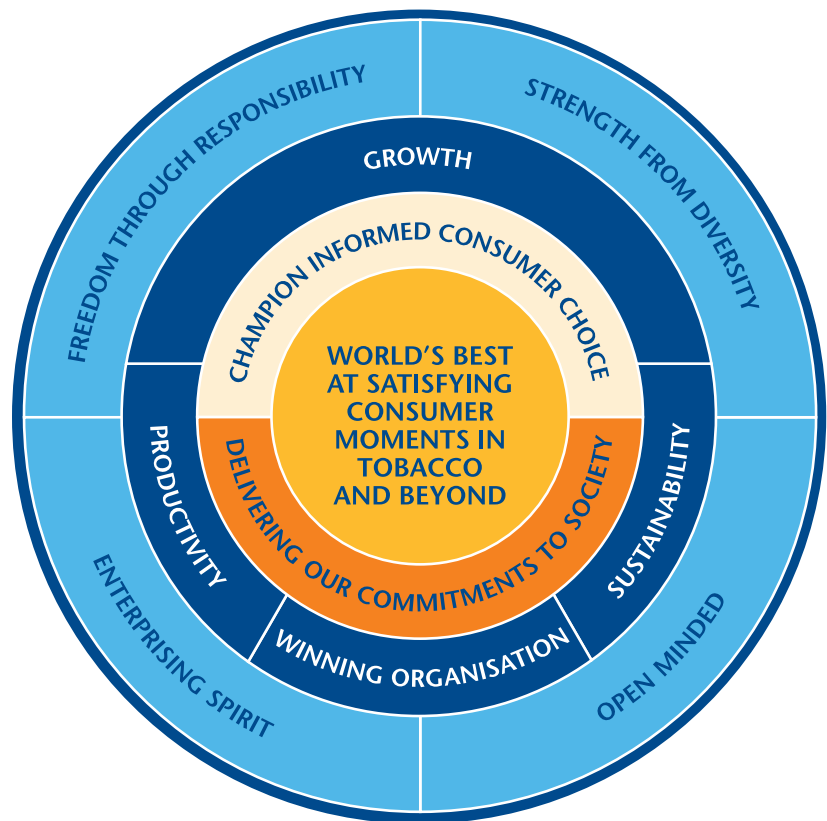 FREEDOM THROUGH RESPONSIBILITY
STRENGTH FROM DIVERSITY
GROWTH
CHAMPION INFORMED CONSUMER CHOICE
WORLD'S BEST
AT SATISFYING
CONSUMER
MOMENTS IN
TOBACCO
AND BEYOND
DELIVERING OUR COMMITMENTS TO SOCIETY
PRODUCTIVITY
WINNING ORGANISATION
SUSTAINABILITY
ENTERPRISING SPIRIT
OPEN MINDED